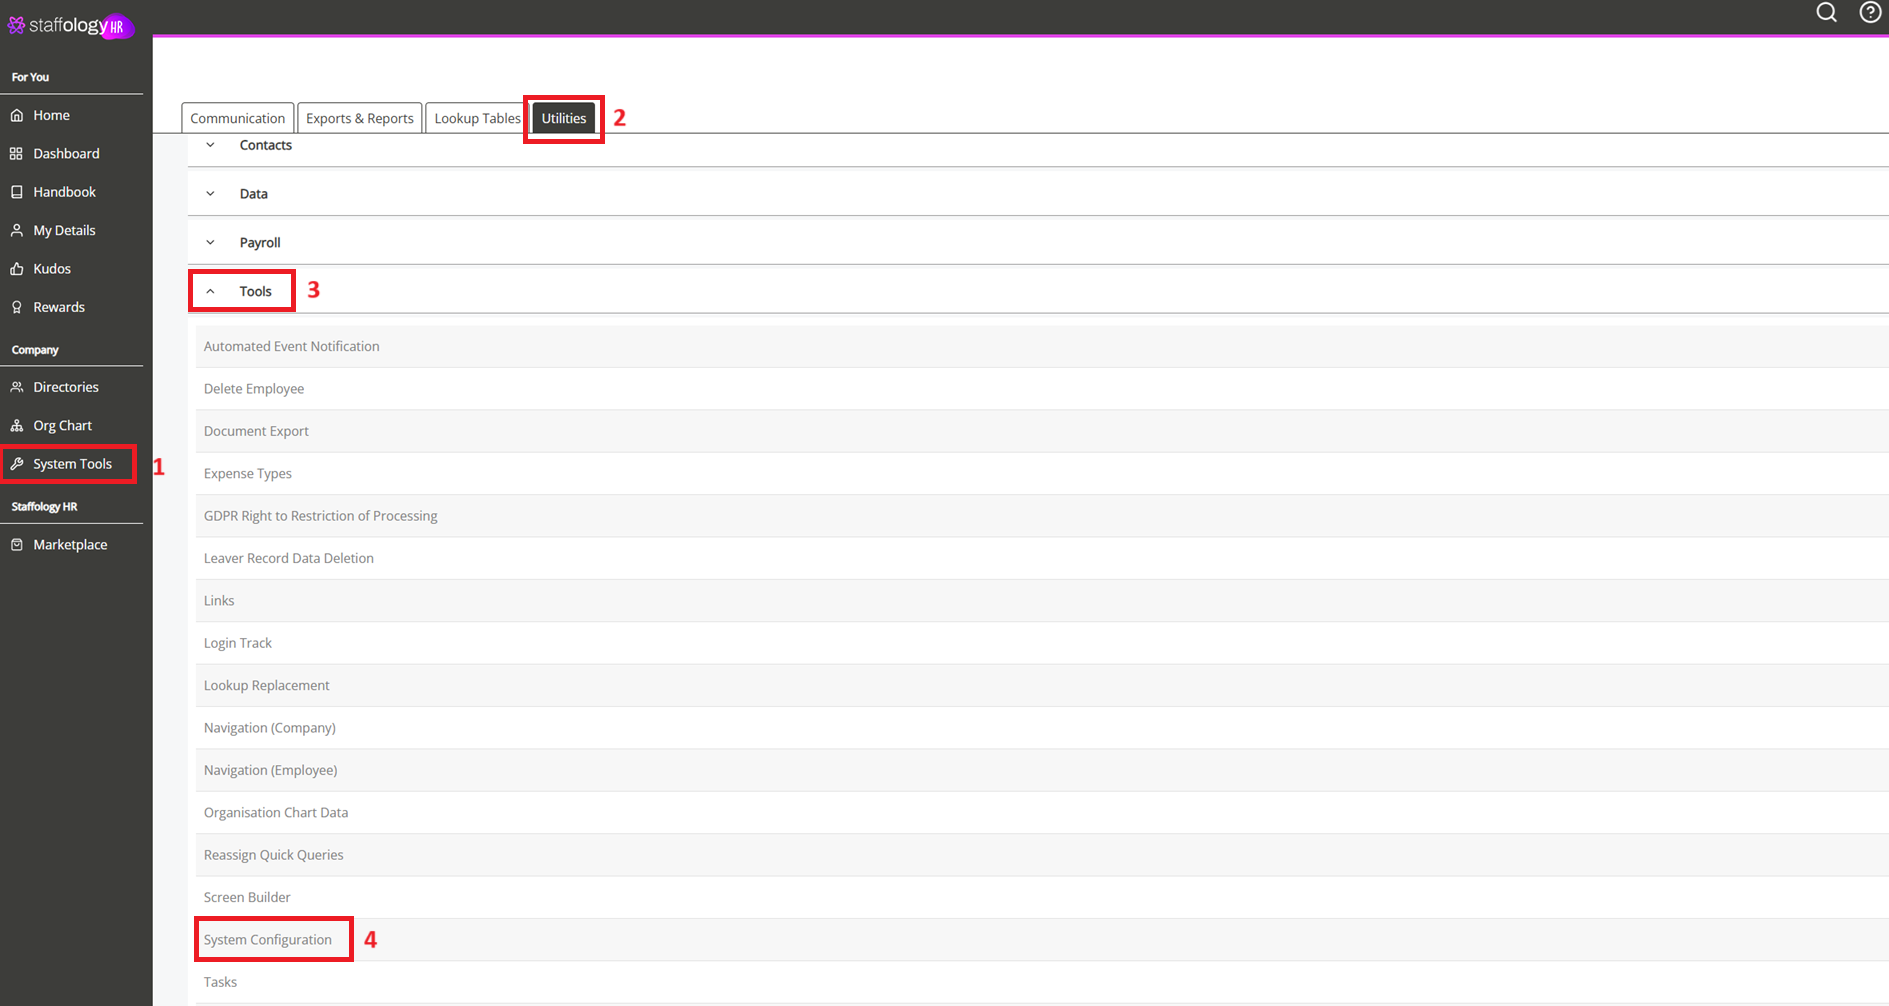 staffology HR
For You
Home
Dashboard
Handbook
My Details
Kudos
Rewards
Company
Directories
Org Chart
System Tools
1
Staffology HR
Marketplace
Communication
Exports & Reports
Lookup Tables
Utilities
2
Contacts
Data
Payroll
Tools
3
Automated Event Notification
Delete Employee
Document Export
Expense Types
GDPR Right to Restriction of Processing
Leaver Record Data Deletion
Links
Login Track
Lookup Replacement
Navigation (Company)
Navigation (Employee)
Organisation Chart Data
Reassign Quick Queries
Screen Builder
System Configuration
4
Tasks